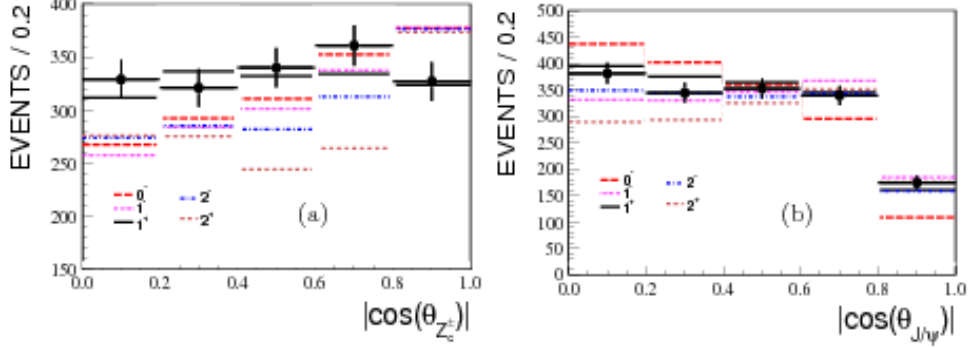 EVENTS / 0.2
400
350
300
250
200
150
0.0 0.2 0.4 0.6 0.8 1.0
0⁻ 2⁻
1⁻ 2⁺
1⁺
(a)
|cos(θ_{Z_c^±})|
EVENTS / 0.2
500
450
400
350
300
250
200
150
100
50
0
0.0 0.2 0.4 0.6 0.8 1.0
0⁻ 2⁻
1⁻ 2⁺
1⁺
(b)
|cos(θ_{J/ψ})|